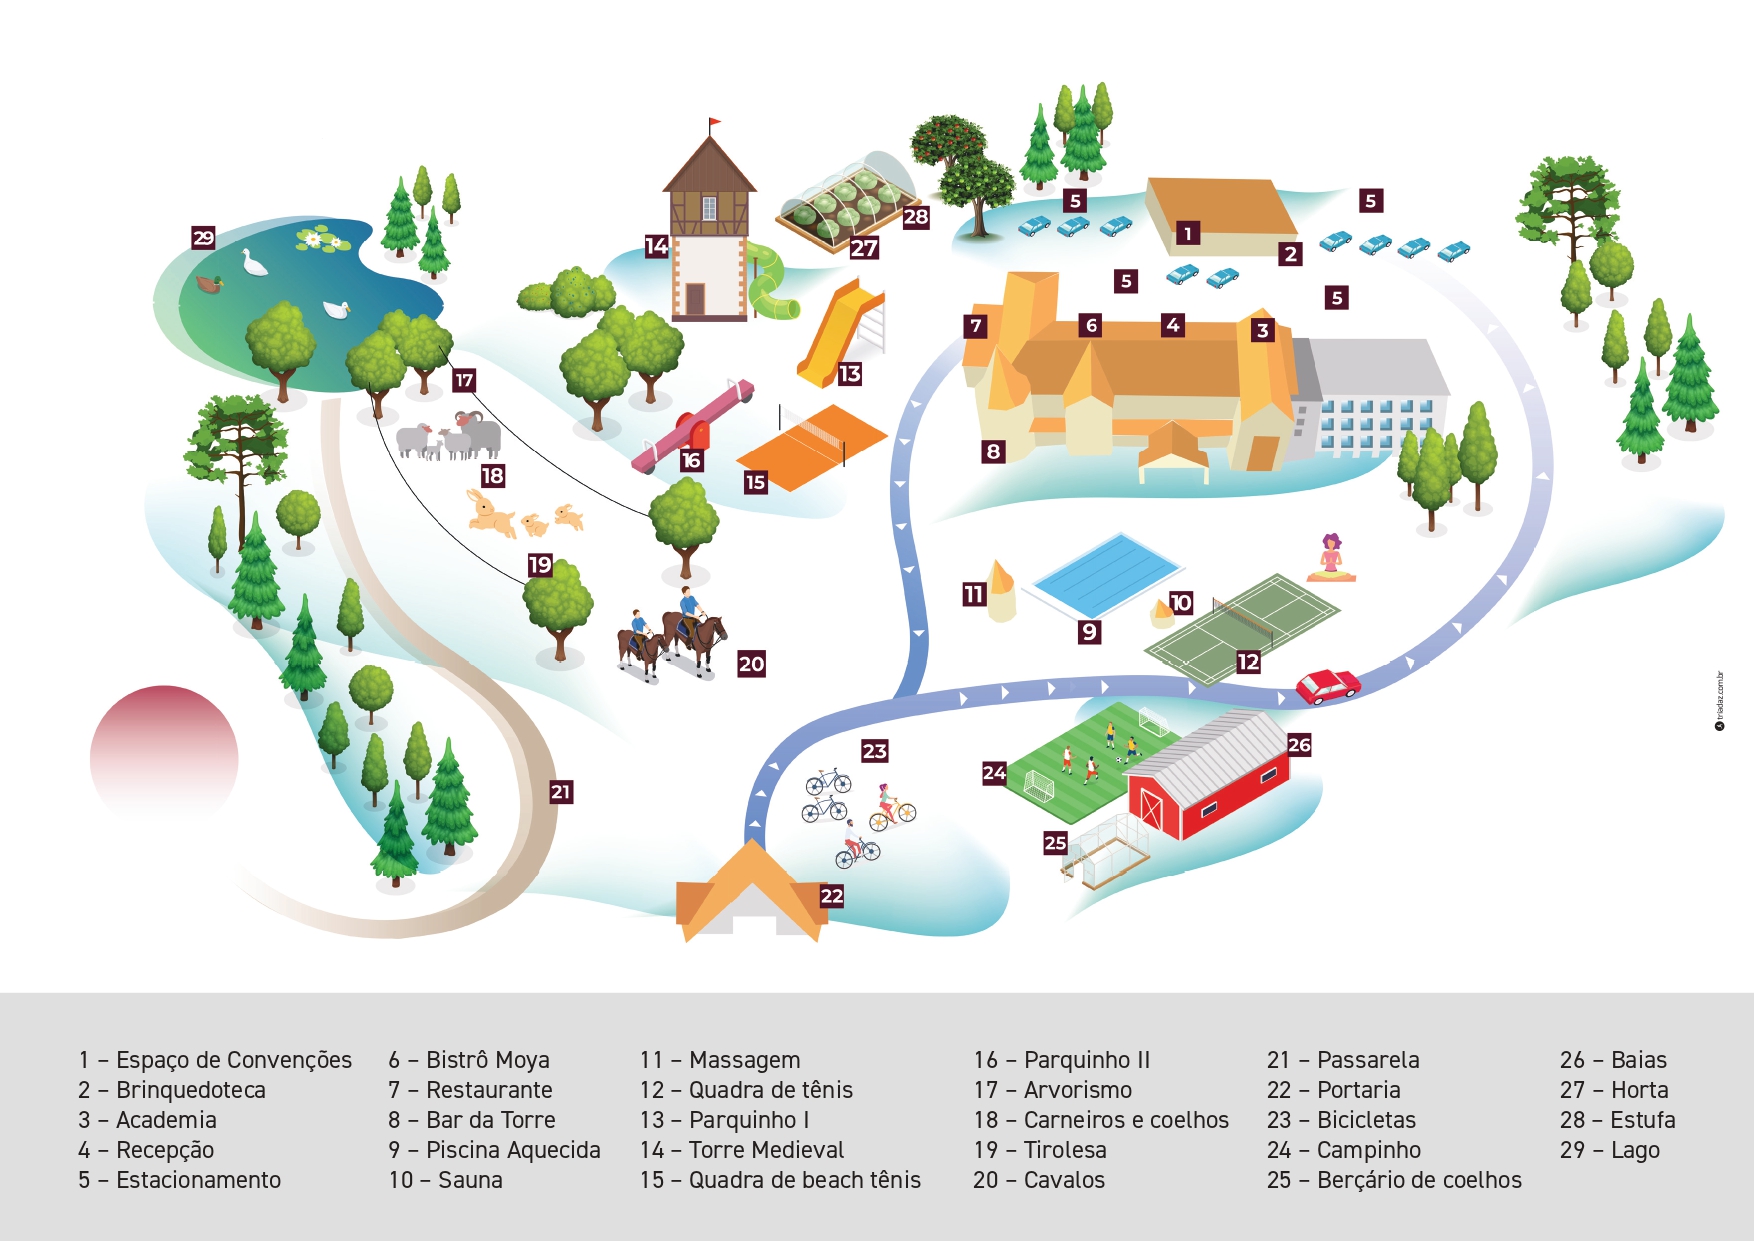 5
5
28
29
14
27
1
2
5
5
7
6
4
3
17
13
8
16
18
15
19
11
10
9
12
20
26
23
24
21
25
22
triadaz.com.br
1 – Espaço de Convenções
2 – Brinquedoteca
3 – Academia
4 – Recepção
5 – Estacionamento
6 – Bistrô Moya
7 – Restaurante
8 – Bar da Torre
9 – Piscina Aquecida
10 – Sauna
11 – Massagem
12 – Quadra de tênis
13 – Parquinho I
14 – Torre Medieval
15 – Quadra de beach tênis
16 – Parquinho II
17 – Arvorismo
18 – Carneiros e coelhos
19 – Tirolesa
20 – Cavalos
21 – Passarela
22 – Portaria
23 – Bicicletas
24 – Campinho
25 – Berçário de coelhos
26 – Baias
27 – Horta
28 – Estufa
29 – Lago